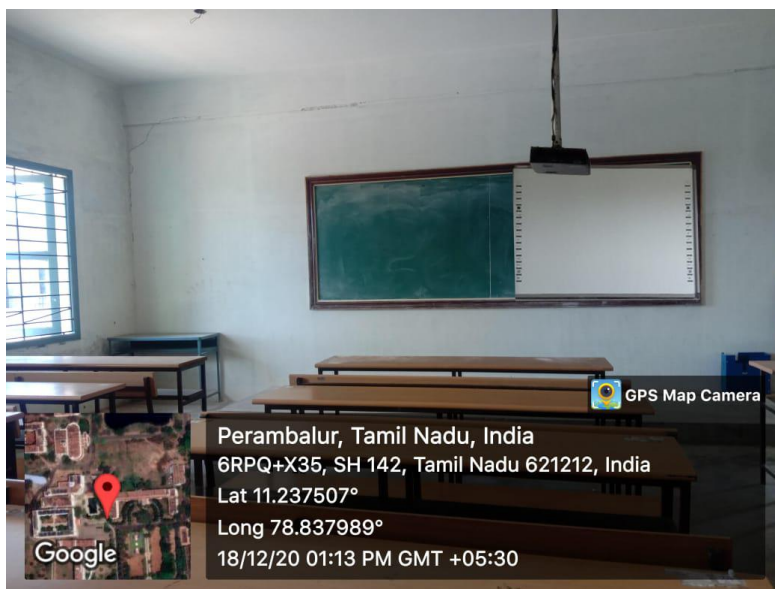 GPS Map Camera
Perambalur, Tamil Nadu, India
6RPQ+X35, SH 142, Tamil Nadu 621212, India
Lat 11.237507°
Long 78.837989°
18/12/20 01:13 PM GMT +05:30
Google